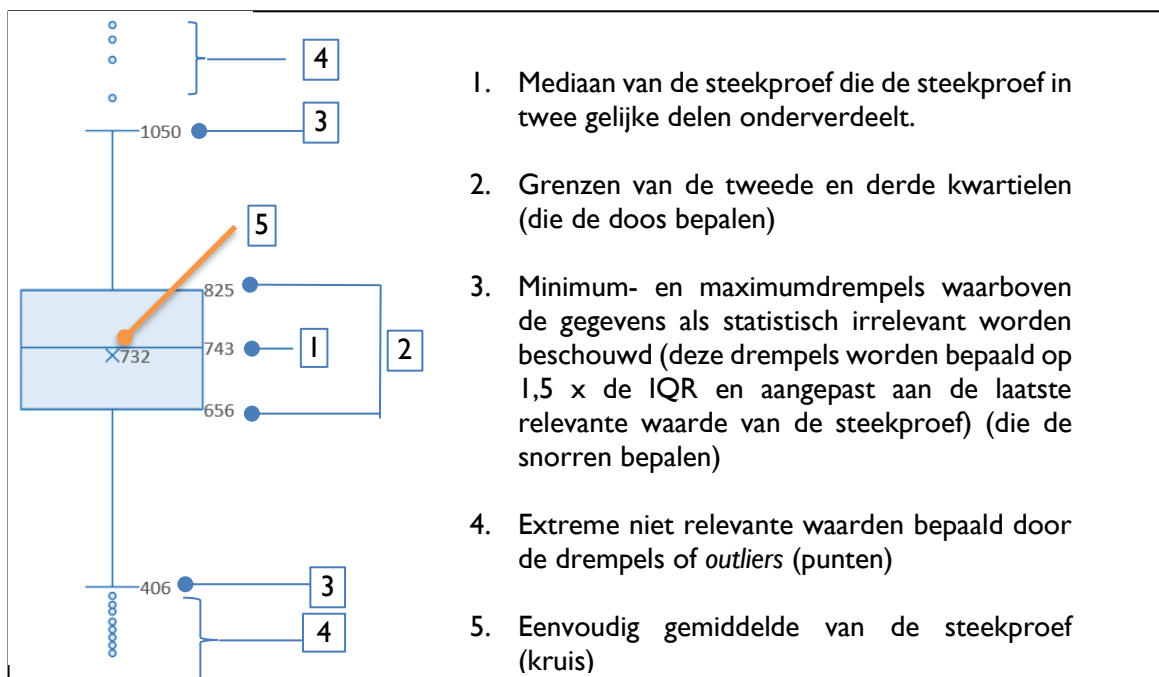 4
1050
3
5
825
743
1
2
732
656
406
3
4
1. Mediaan van de steekproef die de steekproef in
twee gelijke delen onderverdeelt.
2. Grenzen van de tweede en derde kwartielen
(die de doos bepalen)
3. Minimum- en maximumdrempels waarboven
de gegevens als statistisch irrelevant worden
beschouwd (deze drempels worden bepaald op
1,5 x de IQR en aangepast aan de laatste
relevante waarde van de steekproef) (die de
snorren bepalen)
4. Extreme niet relevante waarden bepaald door
de drempels of outliers (punten)
5. Eenvoudig gemiddelde van de steekproef
(kruis)